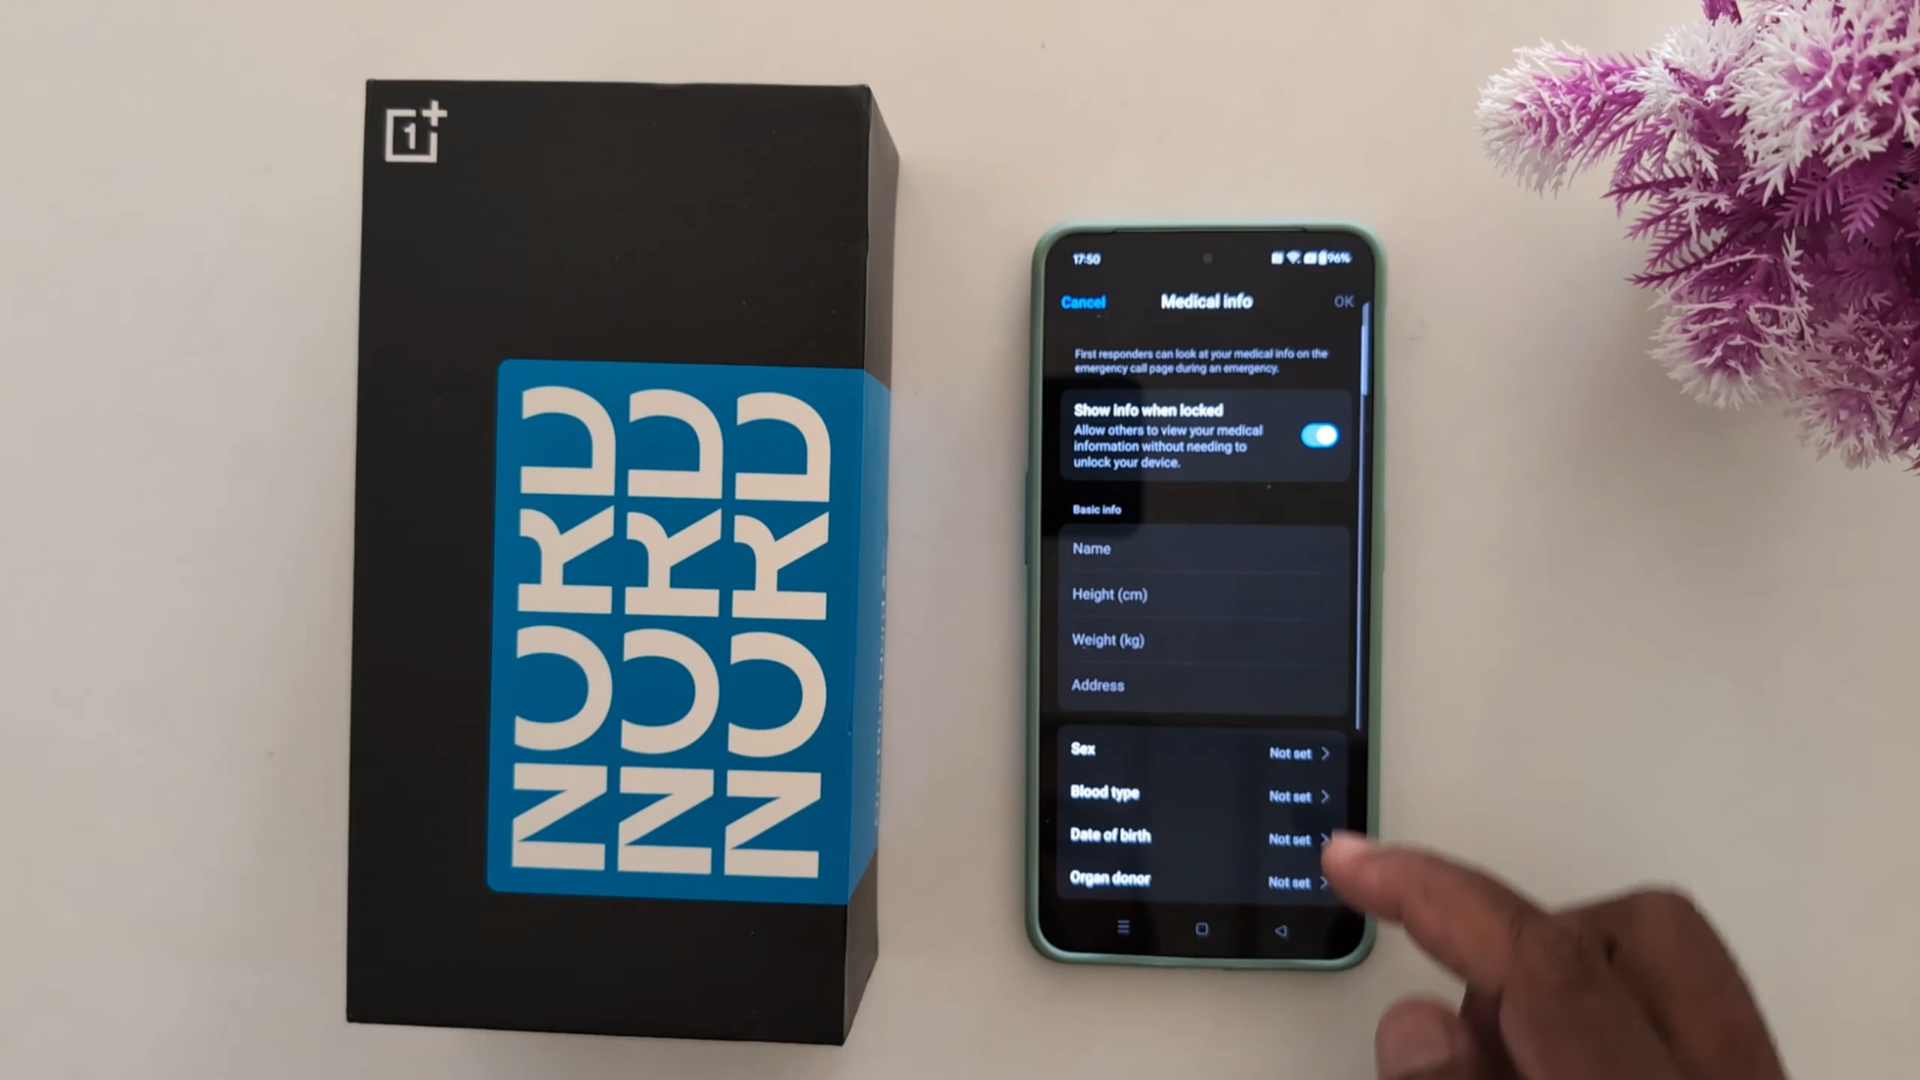 1+
NORD
NORD
NORD
17:50
96%
Cancel
Medical info
OK
First responders can look at your medical info on the
emergency call page during an emergency.
Show info when locked
Allow others to view your medical
information without needing to
unlock your device.
Basic info
Name
Height (cm)
Weight (kg)
Address
Sex
Not set
Blood type
Not set
Date of birth
Not set
Organ donor
Not set